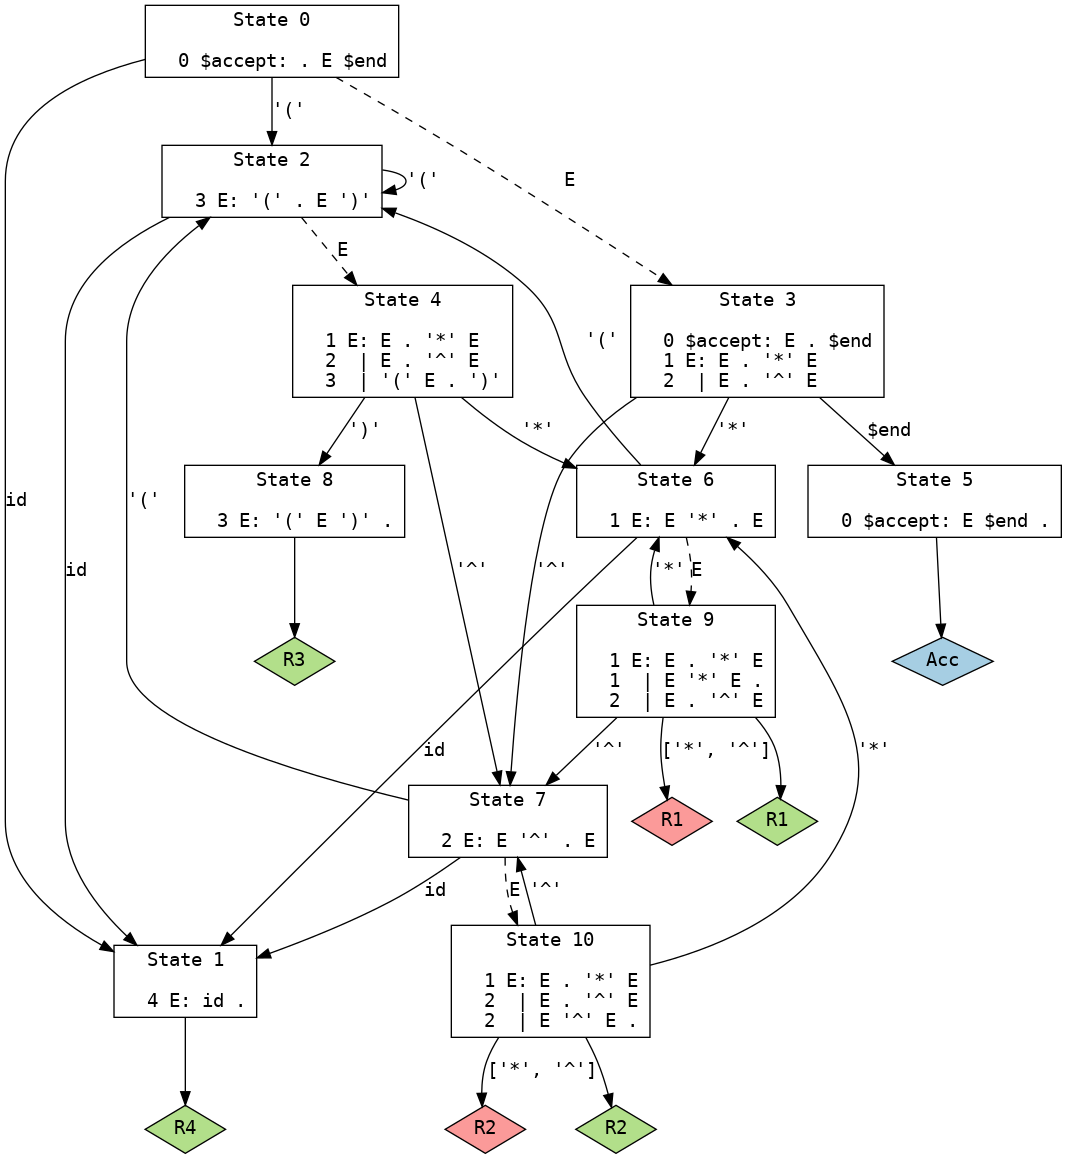 State 0
0 $accept: . E $end
'('
State 2
3 E: '(' . E ')'
'('
E
E
State 4
1 E: E . '*' E
2  | E . '^' E
3  | '(' E . ')'
State 3
0 $accept: E . $end
1 E: E . '*' E
2  | E . '^' E
'('
')'
'*'
'*'
$end
id
'('
State 8
3 E: '(' E ')' .
State 6
1 E: E '*' . E
State 5
0 $accept: E $end .
id
'^'
'^'
'*'
E
State 9
1 E: E . '*' E
1  | E '*' E .
2  | E . '^' E
R3
Acc
id
'^'
['*', '^']
'*'
State 7
2 E: E '^' . E
R1
R1
id
E
'^'
State 1
4 E: id .
State 10
1 E: E . '*' E
2  | E . '^' E
2  | E '^' E .
['*', '^']
R4
R2
R2